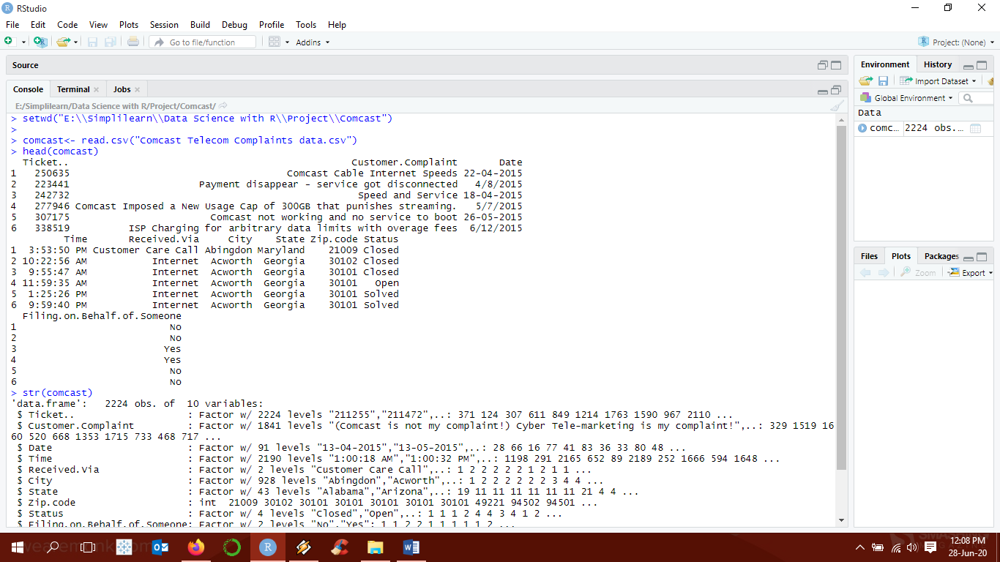 RStudio
File Edit Code View Plots Session Build Debug Profile Tools Help
Go to file/function Addins Project: (None)
Source
Console Terminal Jobs
E:/Simplilearn/Data Science with R/Project/Comcast/
> setwd("E:\\Simplilearn\\Data Science with R\\Project\\Comcast")
>
> comcast<- read.csv("Comcast Telecom Complaints data.csv")
> head(comcast)
Ticket.. Customer.Complaint Date
1 250635 Comcast Cable Internet Speeds 22-04-2015
2 223441 Payment disappear - service got disconnected 4/8/2015
3 242732 Speed and Service 18-04-2015
4 277946 Comcast Imposed a New Usage Cap of 300GB that punishes streaming. 5/7/2015
5 307175 Comcast not working and no service to boot 26-05-2015
6 338519 ISP Charging for arbitrary data limits with overage fees 6/12/2015
Time Received.Via City State Zip.code Status
1 3:53:50 PM Customer Care Call Abingdon Maryland 21009 Closed
2 10:22:56 AM Internet Acworth Georgia 30102 Closed
3 9:55:47 AM Internet Acworth Georgia 30101 Closed
4 11:59:35 AM Internet Acworth Georgia 30101 Open
5 1:25:26 PM Internet Acworth Georgia 30101 Solved
6 9:59:40 PM Internet Acworth Georgia 30101 Solved
Filing.on.Behalf.of.Someone
1 No
2 No
3 Yes
4 Yes
5 No
6 No
> str(comcast)
'data.frame': 2224 obs. of 10 variables:
$ Ticket.. : Factor w/ 2224 levels "211255","211472",..: 371 124 307 611 849 1214 1763 1590 967 2110 ...
$ Customer.Complaint : Factor w/ 1841 levels "(Comcast is not my complaint!) Cyber Tele-marketing is my complaint!",..: 329 1519 16
60 520 668 1353 1715 733 468 717 ...
$ Date : Factor w/ 91 levels "13-04-2015","13-05-2015",..: 28 66 16 77 41 83 36 33 80 48 ...
$ Time : Factor w/ 2190 levels "1:00:18 AM","1:00:32 PM",..: 1198 291 2165 652 89 2189 252 1666 594 1648 ...
$ Received.Via : Factor w/ 2 levels "Customer Care Call",..: 1 2 2 2 2 2 1 2 1 1 ...
$ City : Factor w/ 928 levels "Abingdon","Acworth",..: 1 2 2 2 2 2 2 3 4 4 ...
$ State : Factor w/ 43 levels "Alabama","Arizona",..: 19 11 11 11 11 11 11 21 4 4 ...
$ Zip.code : int 21009 30102 30101 30101 30101 30101 30101 49221 94502 94501 ...
$ Status : Factor w/ 4 levels "Closed","Open",..: 1 1 1 2 4 4 3 4 1 2 ...
$ Filing.on.Behalf.of.Someone: Factor w/ 2 levels "No","Yes": 1 1 2 2 1 1 1 1 1 2 ...
Environment History
Import Dataset
Global Environment
Data
comc... 2224 obs....
Files Plots Packages
Zoom Export
12:08 PM
28-Jun-20